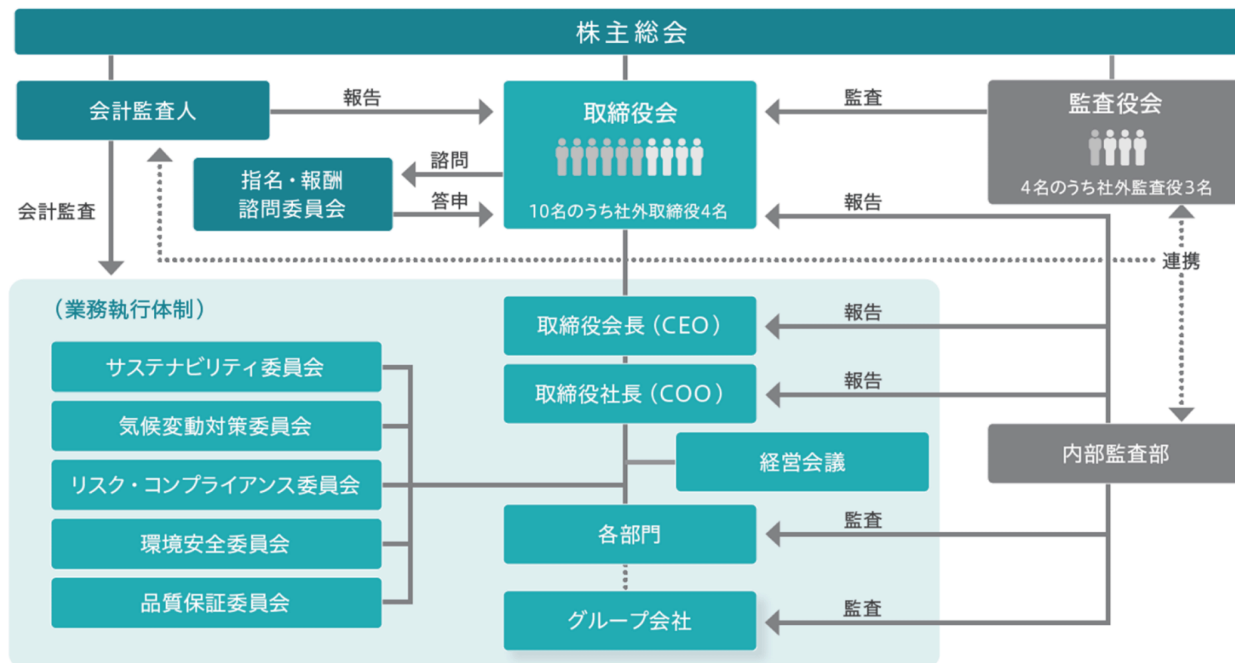 株主総会
会計監査人
報告
取締役会
10名のうち社外取締役4名
監査
監査役会
4名のうち社外監査役3名
指名・報酬
諮問委員会
諮問
答申
会計監査
報告
連携
(業務執行体制)
取締役会長(CEO)
報告
取締役社長(COO)
報告
サステナビリティ委員会
気候変動対策委員会
リスク・コンプライアンス委員会
環境安全委員会
品質保証委員会
経営会議
内部監査部
各部門
監査
グループ会社
監査